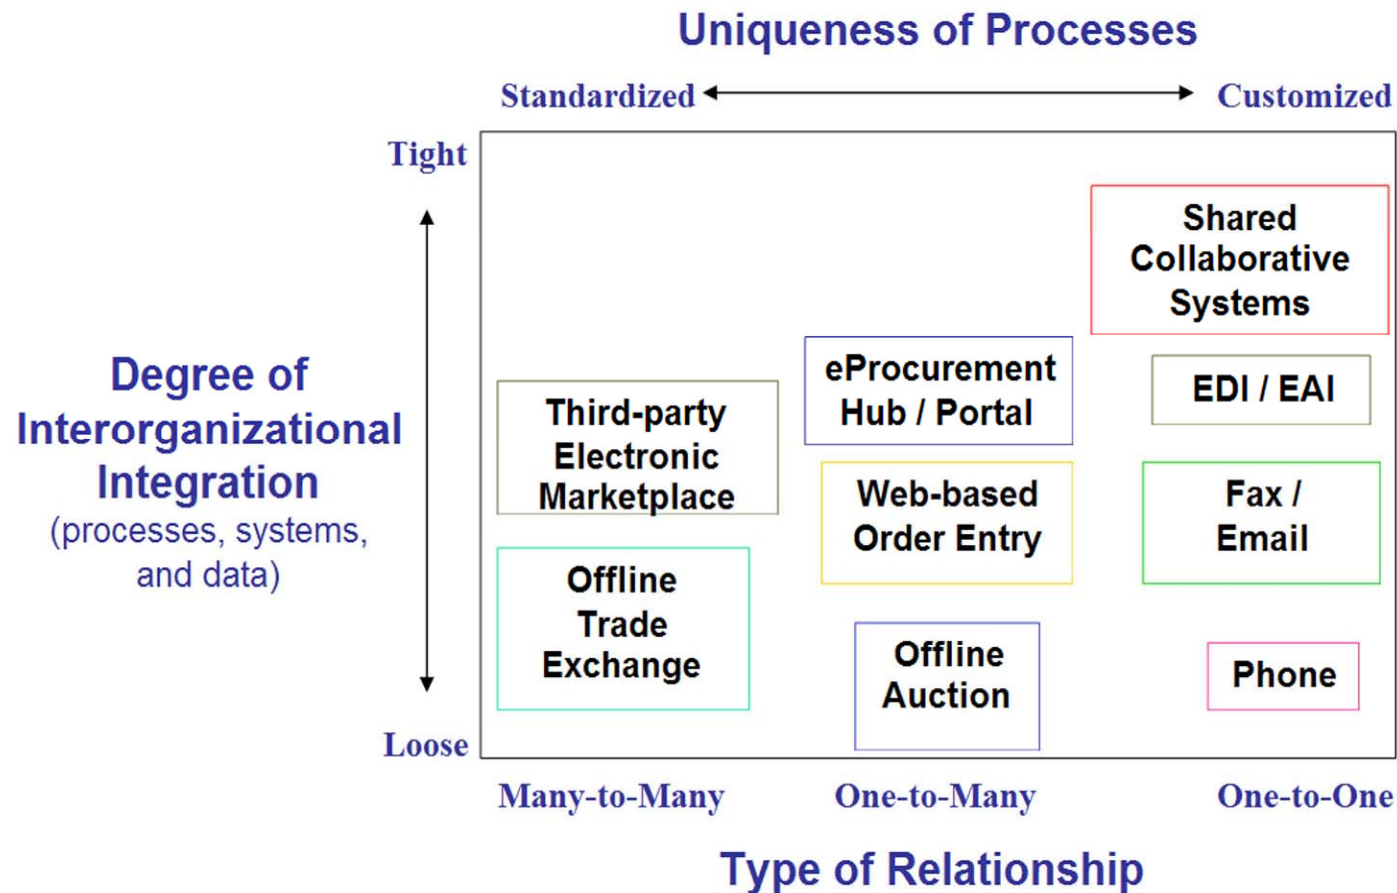 Uniqueness of Processes
Standardized
Customized
Tight
Loose
Degree of
Interorganizational
Integration
(processes, systems,
and data)
Shared
Collaborative
Systems
eProcurement
Hub / Portal
EDI / EAI
Third-party
Electronic
Marketplace
Web-based
Order Entry
Fax /
Email
Offline
Trade
Exchange
Offline
Auction
Phone
Many-to-Many
One-to-Many
One-to-One
Type of Relationship